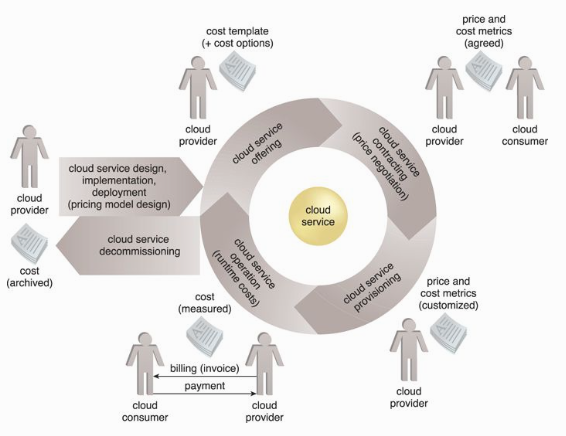 cost template
(+ cost options)
cloud
provider
price and
cost metrics
(agreed)
cloud
provider
cloud
consumer
cloud
provider
cloud service design,
implementation,
deployment
(pricing model design)
cloud service
offering
cloud service
contracting
(price negotiation)
cloud
service
cost
(archived)
cloud service
decommissioning
cloud service
operation
(runtime costs)
cloud service
provisioning
price and
cost metrics
(customized)
cloud
provider
cost
(measured)
billing (invoice)
payment
cloud
consumer
cloud
provider